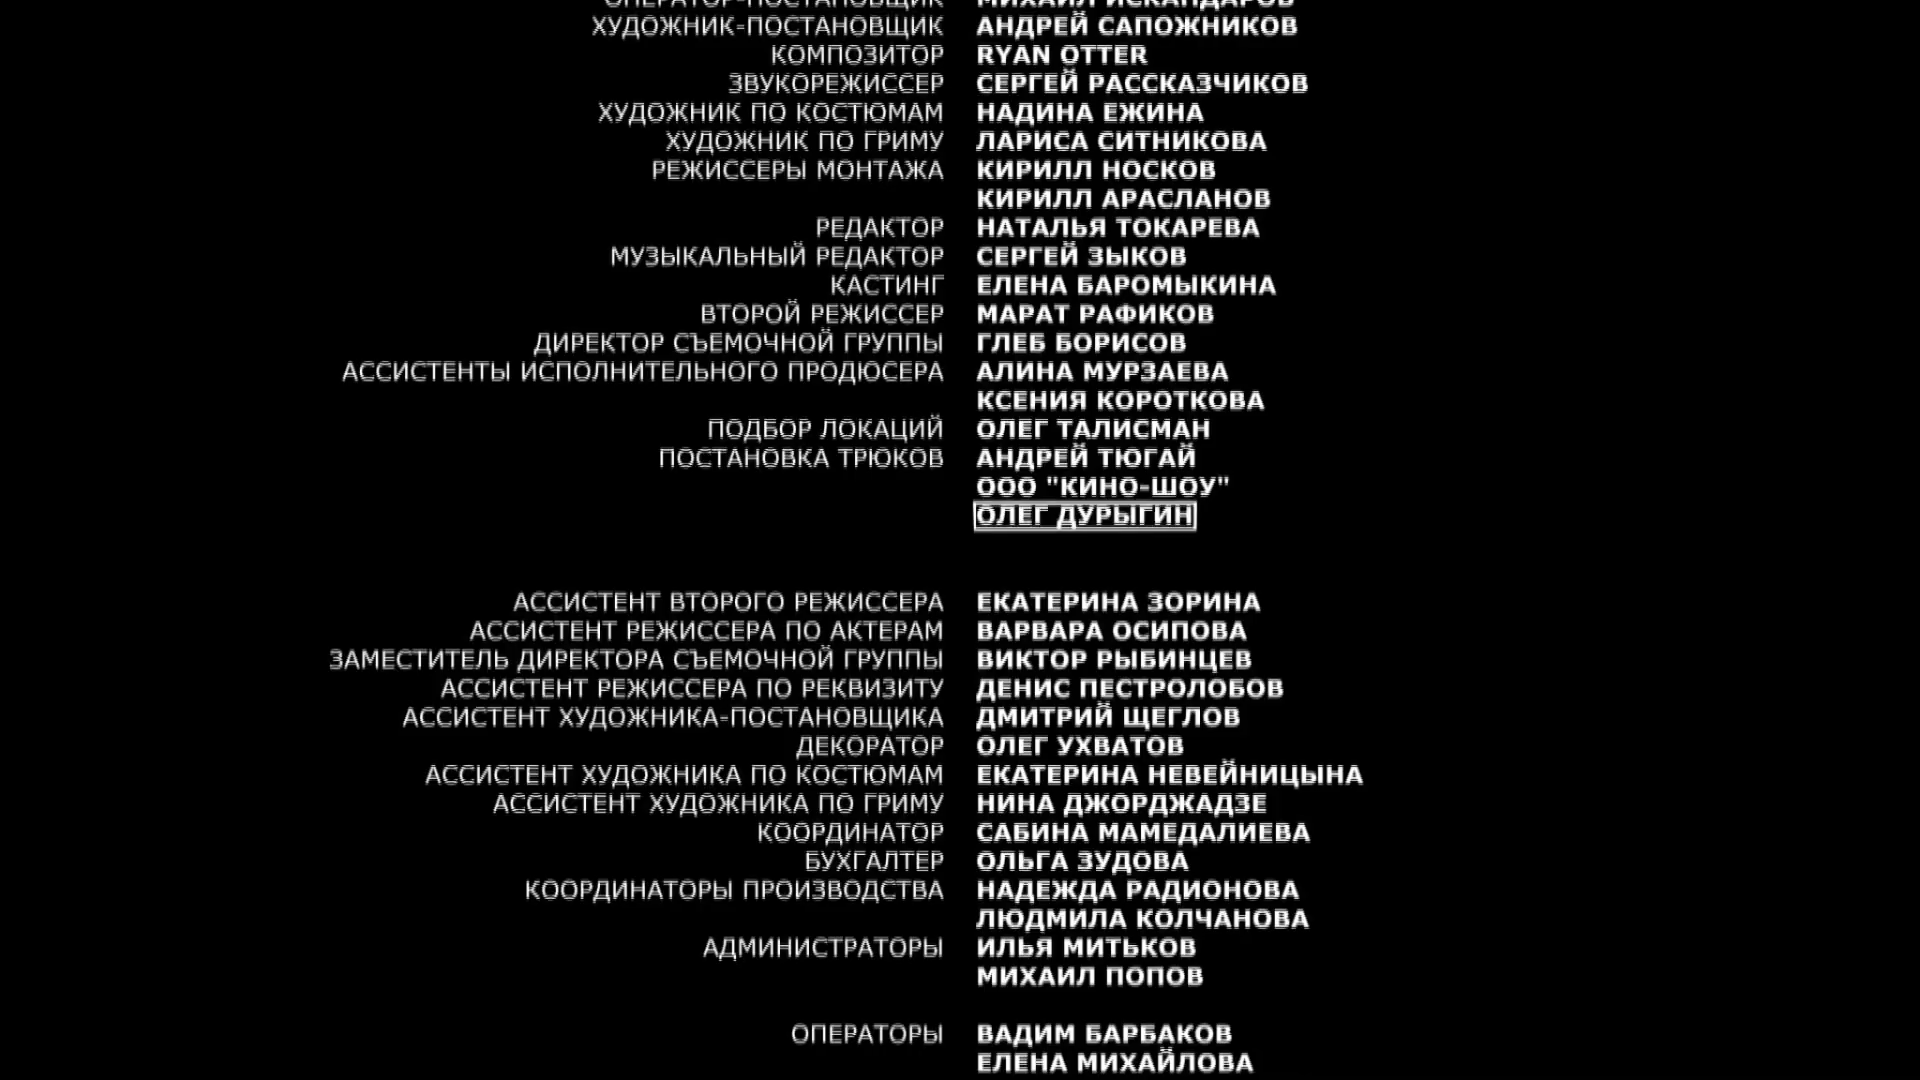 ОПЕРАТОР-ПОСТАНОВЩИК МИХАИЛ ИСКАНДАРОВ
ХУДОЖНИК-ПОСТАНОВЩИК АНДРЕЙ САПОЖНИКОВ
КОМПОЗИТОР RYAN OTTER
ЗВУКОРЕЖИССЕР СЕРГЕЙ РАССКАЗЧИКОВ
ХУДОЖНИК ПО КОСТЮМАМ НАДИНА ЕЖИНА
ХУДОЖНИК ПО ГРИМУ ЛАРИСА СИТНИКОВА
РЕЖИССЕРЫ МОНТАЖА КИРИЛЛ НОСКОВ
КИРИЛЛ АРАСЛАНОВ
РЕДАКТОР НАТАЛЬЯ ТОКАРЕВА
МУЗЫКАЛЬНЫЙ РЕДАКТОР СЕРГЕЙ ЗЫКОВ
КАСТИНГ ЕЛЕНА БАРОМЫКИНА
ВТОРОЙ РЕЖИССЕР МАРАТ РАФИКОВ
ДИРЕКТОР СЪЕМОЧНОЙ ГРУППЫ ГЛЕБ БОРИСОВ
АССИСТЕНТЫ ИСПОЛНИТЕЛЬНОГО ПРОДЮСЕРА АЛИНА МУРЗАЕВА
КСЕНИЯ КОРОТКОВА
ПОДБОР ЛОКАЦИЙ ОЛЕГ ТАЛИСМАН
ПОСТАНОВКА ТРЮКОВ АНДРЕЙ ТЮГАЙ
ООО "КИНО-ШОУ"
ОЛЕГ ДУРЫГИН
АССИСТЕНТ ВТОРОГО РЕЖИССЕРА ЕКАТЕРИНА ЗОРИНА
АССИСТЕНТ РЕЖИССЕРА ПО АКТЕРАМ ВАРВАРА ОСИПОВА
ЗАМЕСТИТЕЛЬ ДИРЕКТОРА СЪЕМОЧНОЙ ГРУППЫ ВИКТОР РЫБИНЦЕВ
АССИСТЕНТ РЕЖИССЕРА ПО РЕКВИЗИТУ ДЕНИС ПЕСТРОЛОБОВ
АССИСТЕНТ ХУДОЖНИКА-ПОСТАНОВЩИКА ДМИТРИЙ ЩЕГЛОВ
ДЕКОРАТОР ОЛЕГ УХВАТОВ
АССИСТЕНТ ХУДОЖНИКА ПО КОСТЮМАМ ЕКАТЕРИНА НЕВЕЙНИЦЫНА
АССИСТЕНТ ХУДОЖНИКА ПО ГРИМУ НИНА ДЖОРДЖАДЗЕ
КООРДИНАТОР САБИНА МАМЕДАЛИЕВА
БУХГАЛТЕР ОЛЬГА ЗУДОВА
КООРДИНАТОРЫ ПРОИЗВОДСТВА НАДЕЖДА РАДИОНОВА
ЛЮДМИЛА КОЛЧАНОВА
АДМИНИСТРАТОРЫ ИЛЬЯ МИТЬКОВ
МИХАИЛ ПОПОВ
ОПЕРАТОРЫ ВАДИМ БАРБАКОВ
ЕЛЕНА МИХАЙЛОВА